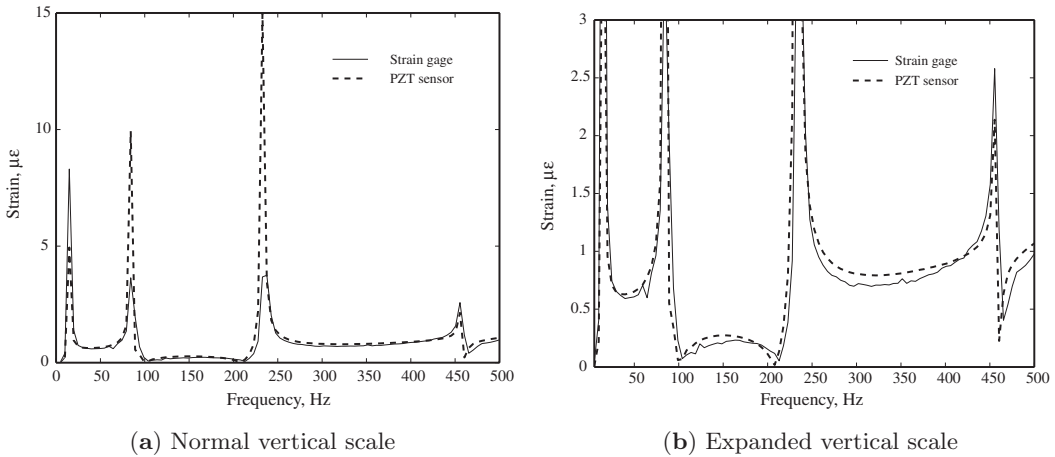 15
10
5
0
Strain, με
Strain gage
PZT sensor
0 50 100 150 200 250 300 350 400 450 500
Frequency, Hz
(a) Normal vertical scale
3
2.5
2
1.5
1
0.5
0
Strain, με
Strain gage
PZT sensor
50 100 150 200 250 300 350 400 450 500
Frequency, Hz
(b) Expanded vertical scale